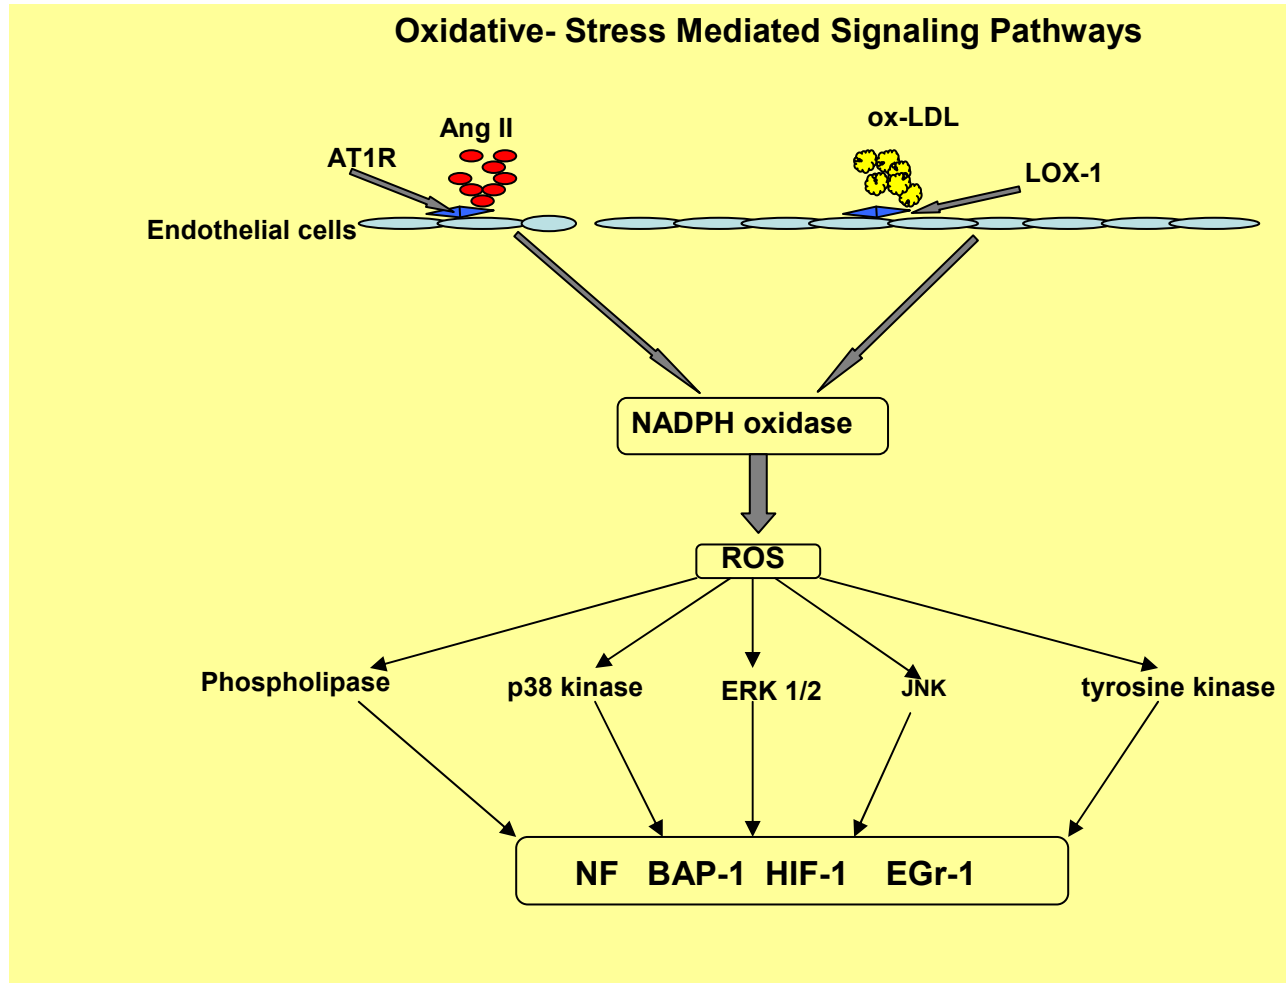 Oxidative- Stress Mediated Signaling Pathways
Ang II
ox-LDL
AT1R
LOX-1
Endothelial cells
NADPH oxidase
ROS
Phospholipase
p38 kinase
ERK 1/2
JNK
tyrosine kinase
NF BAP-1 HIF-1 EGr-1